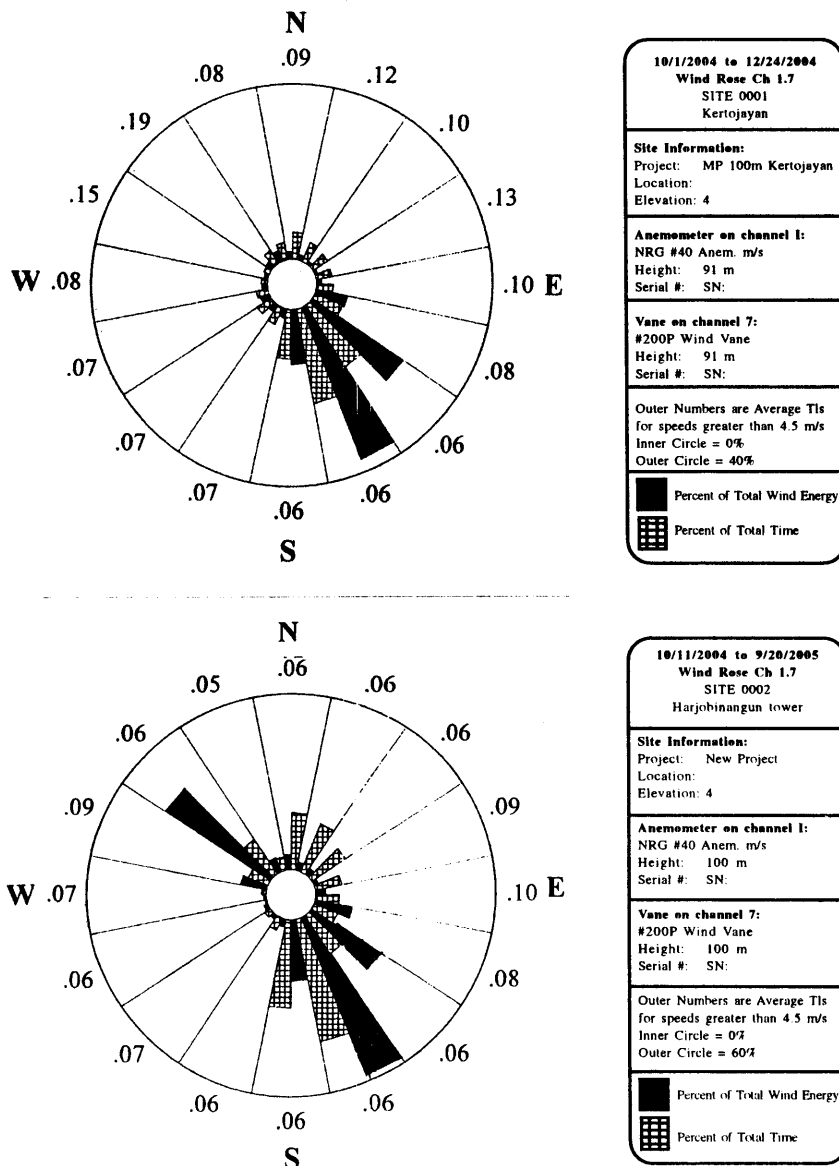 N
.09
.08
.12
.19
.10
.15
.13
W .08
.10 E
.07
.08
.07
.06
.07
.06
.06
S
10/1/2004 to 12/24/2004
Wind Rose Ch 1.7
SITE 0001
Kertojayan
Site Information:
Project: MP 100m Kertojayan
Location:
Elevation: 4
Anemometer on channel 1:
NRG #40 Anem. m/s
Height: 91 m
Serial #: SN:
Vane on channel 7:
#200P Wind Vane
Height: 91 m
Serial #: SN:
Outer Numbers are Average TIs
for speeds greater than 4.5 m/s
Inner Circle = 0%
Outer Circle = 40%
Percent of Total Wind Energy
Percent of Total Time
N
.06
.05
.06
.06
.06
.09
.09
W .07
.10 E
.06
.08
.07
.06
.06
.06
.06
S
10/11/2004 to 9/20/2005
Wind Rose Ch 1.7
SITE 0002
Harjobinangun tower
Site Information:
Project: New Project
Location:
Elevation: 4
Anemometer on channel 1:
NRG #40 Anem. m/s
Height: 100 m
Serial #: SN:
Vane on channel 7:
#200P Wind Vane
Height: 100 m
Serial #: SN:
Outer Numbers are Average TIs
for speeds greater than 4.5 m/s
Inner Circle = 0%
Outer Circle = 60%
Percent of Total Wind Energy
Percent of Total Time